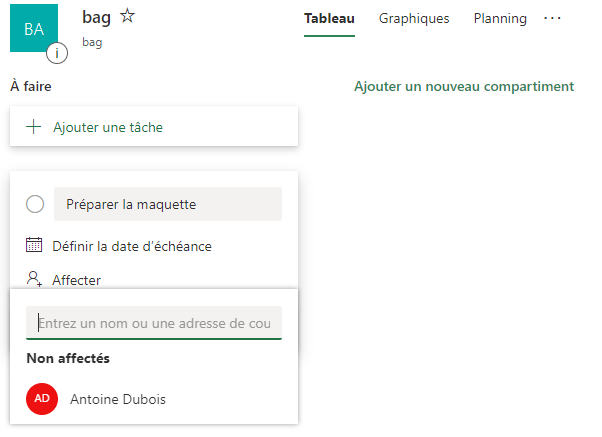 BA
bag
Tableau Graphiques Planning ···
bag
i
À faire
Ajouter un nouveau compartiment
Ajouter une tâche
Préparer la maquette
Définir la date d'échéance
Affecter
Entrez un nom ou une adresse de cou
Non affectés
AD
Antoine Dubois